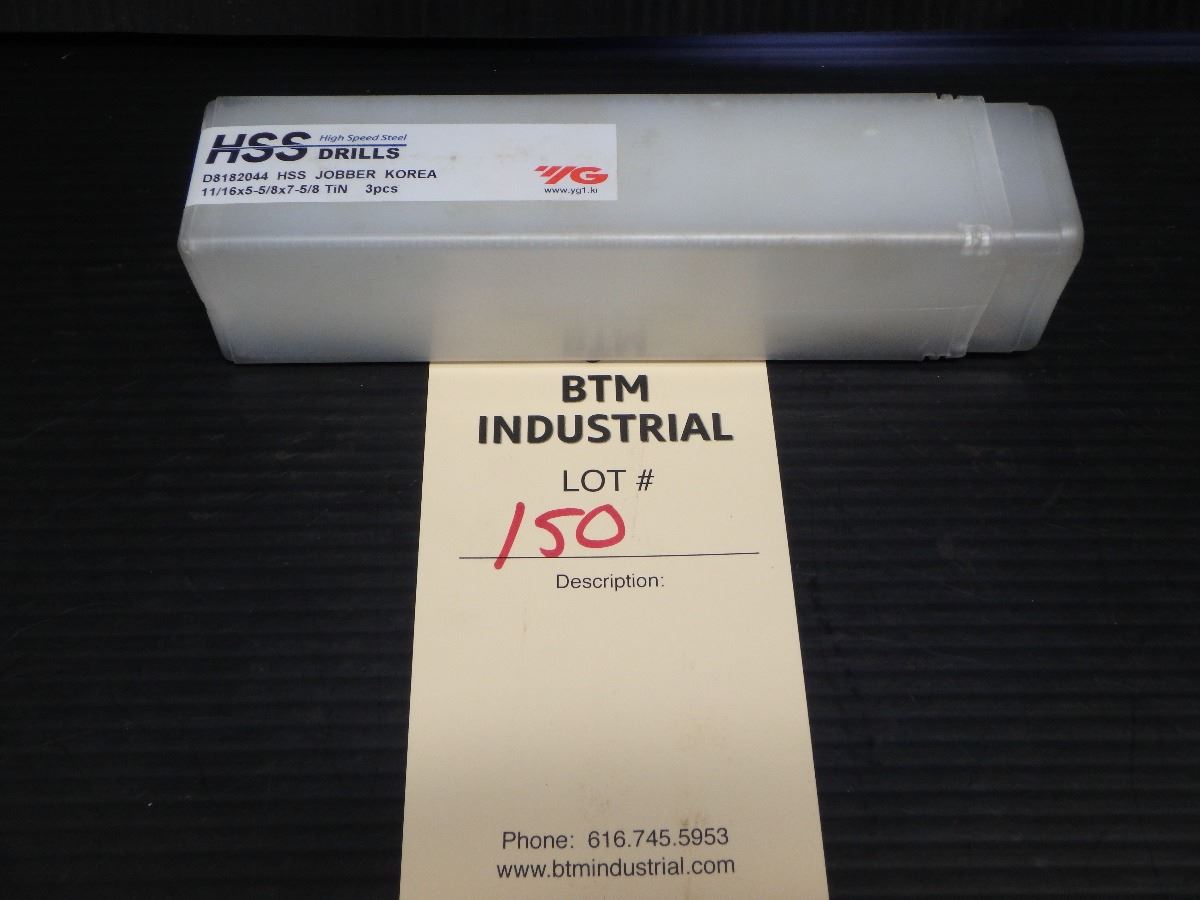 HSS High Speed Steel
DRILLS
D8182044 HSS JOBBER KOREA
11/16x5-5/8x7-5/8 TiN 3pcs
YG
www.yg1.kr
BTM
INDUSTRIAL
LOT #
150
Description:
Phone: 616.745.5953
www.btmindustrial.com